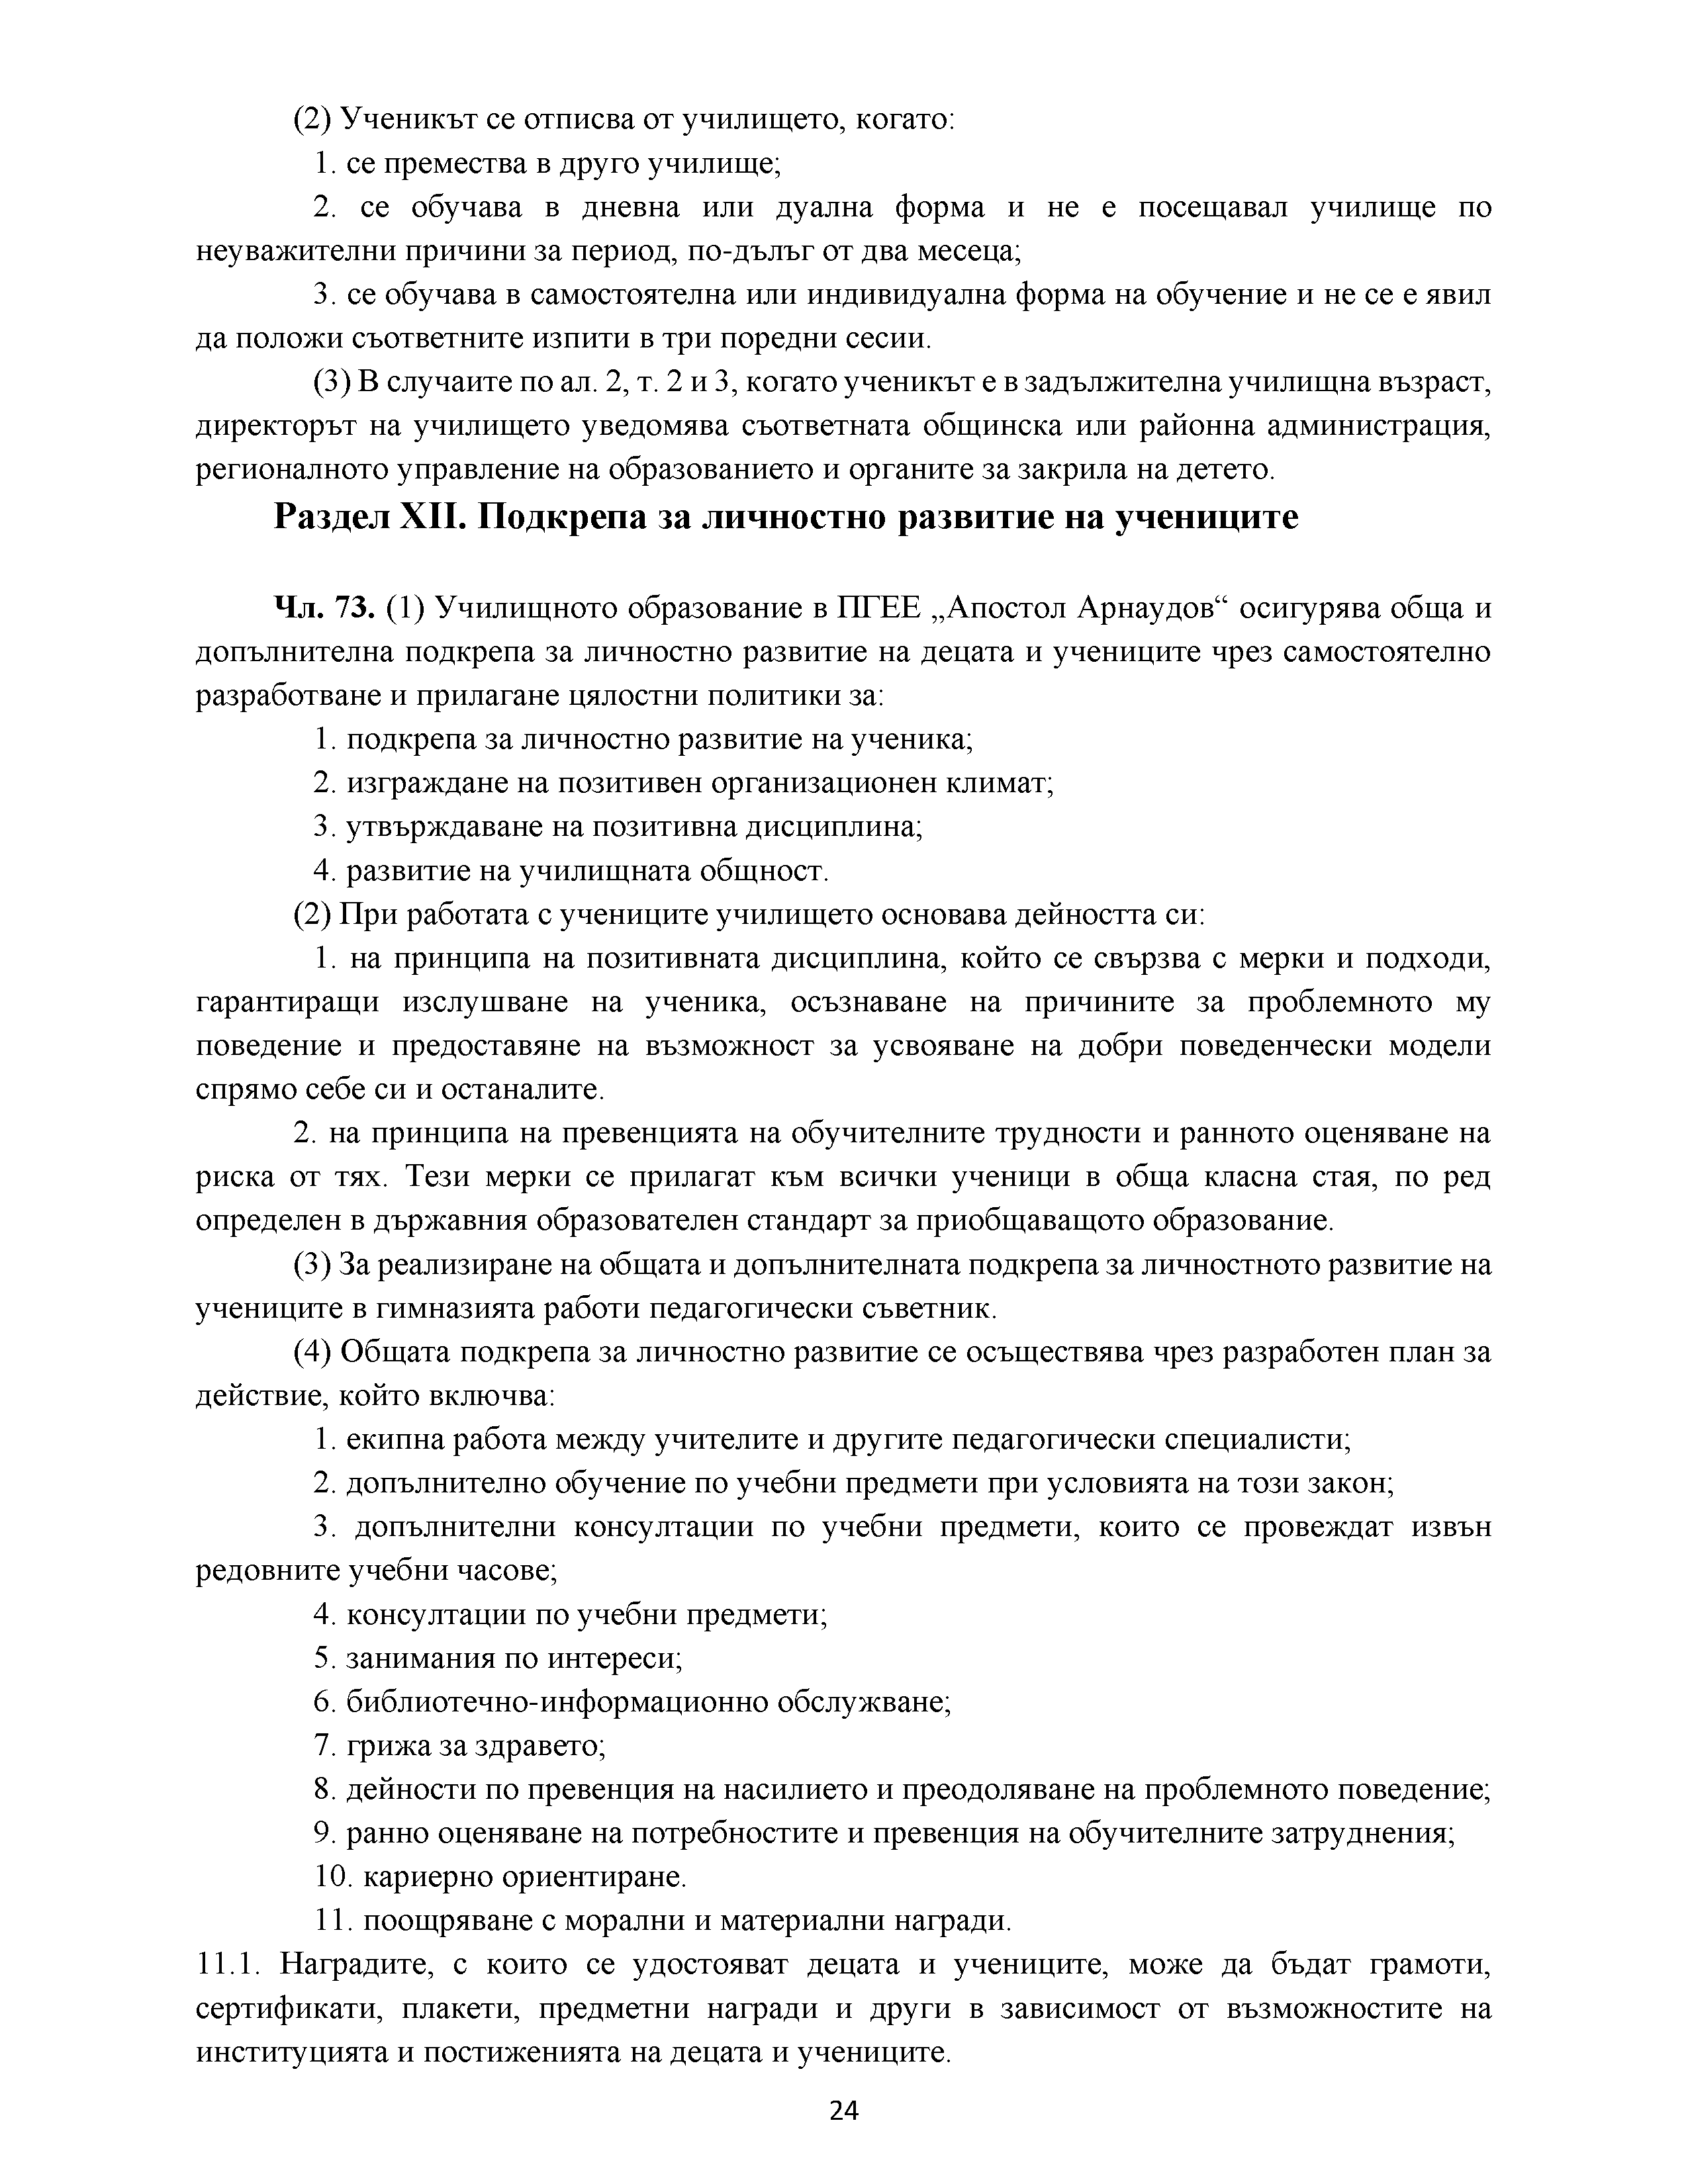 (2) Ученикът се отписва от училището, когато:
1. се премества в друго училище;
2. се обучава в дневна или дуална форма и не е посещавал училище по
неуважителни причини за период, по-дълъг от два месеца;
3. се обучава в самостоятелна или индивидуална форма на обучение и не се е явил
да положи съответните изпити в три поредни сесии.
(3) В случаите по ал. 2, т. 2 и 3, когато ученикът е в задължителна училищна възраст,
директорът на училището уведомява съответната общинска или районна администрация,
регионалното управление на образованието и органите за закрила на детето.
Раздел XII. Подкрепа за личностно развитие на учениците
Чл. 73. (1) Училищното образование в ПГЕЕ „Апостол Арнаудов“ осигурява обща и
допълнителна подкрепа за личностно развитие на децата и учениците чрез самостоятелно
разработване и прилагане цялостни политики за:
1. подкрепа за личностно развитие на ученика;
2. изграждане на позитивен организационен климат;
3. утвърждаване на позитивна дисциплина;
4. развитие на училищната общност.
(2) При работата с учениците училището основава дейността си:
1. на принципа на позитивната дисциплина, който се свързва с мерки и подходи,
гарантиращи изслушване на ученика, осъзнаване на причините за проблемното му
поведение и предоставяне на възможност за усвояване на добри поведенчески модели
спрямо себе си и останалите.
2. на принципа на превенцията на обучителните трудности и ранното оценяване на
риска от тях. Тези мерки се прилагат към всички ученици в обща класна стая, по ред
определен в държавния образователен стандарт за приобщаващото образование.
(3) За реализиране на общата и допълнителната подкрепа за личностното развитие на
учениците в гимназията работи педагогически съветник.
(4) Общата подкрепа за личностно развитие се осъществява чрез разработен план за
действие, който включва:
1. екипна работа между учителите и другите педагогически специалисти;
2. допълнително обучение по учебни предмети при условията на този закон;
3. допълнителни консултации по учебни предмети, които се провеждат извън
редовните учебни часове;
4. консултации по учебни предмети;
5. занимания по интереси;
6. библиотечно-информационно обслужване;
7. грижа за здравето;
8. дейности по превенция на насилието и преодоляване на проблемното поведение;
9. ранно оценяване на потребностите и превенция на обучителните затруднения;
10. кариерно ориентиране.
11. поощряване с морални и материални награди.
11.1. Наградите, с които се удостояват децата и учениците, може да бъдат грамоти,
сертификати, плакети, предметни награди и други в зависимост от възможностите на
институцията и постиженията на децата и учениците.
24